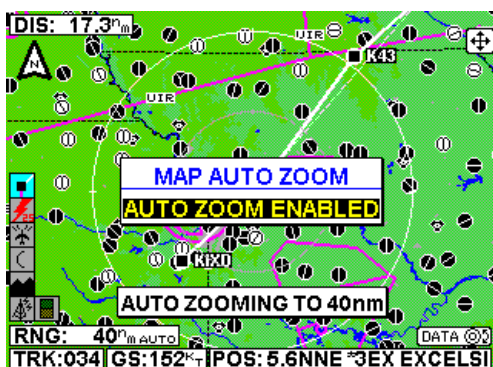 DIS: 17.3nm
UIR
K43
N
UIR
MAP AUTO ZOOM
AUTO ZOOM ENABLED
25
KIXD
AUTO ZOOMING TO 40nm
RNG: 40nm AUTO
DATA
TRK:034 GS:152KT POS: 5.6NNE *3EX EXCELSI